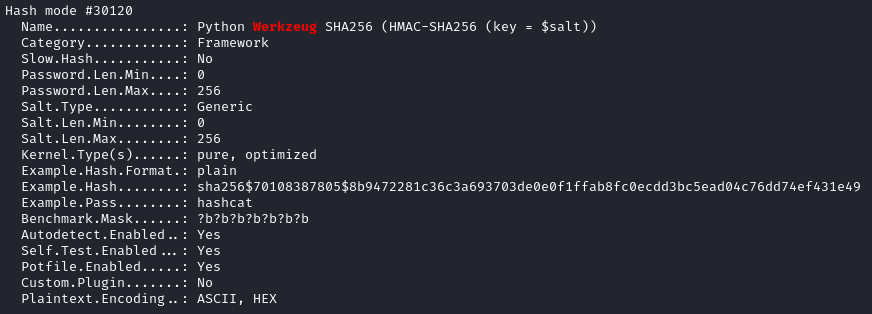 Hash mode #30120
  Name................: Python Werkzeug SHA256 (HMAC-SHA256 (key = $salt))
  Category............: Framework
  Slow.Hash...........: No
  Password.Len.Min....: 0
  Password.Len.Max....: 256
  Salt.Type...........: Generic
  Salt.Len.Min........: 0
  Salt.Len.Max........: 256
  Kernel.Type(s)......: pure, optimized
  Example.Hash.Format.: plain
  Example.Hash........: sha256$70108387805$8b9472281c36c3a693703de0e0f1ffab8fc0ecdd3bc5ead04c76dd74ef431e49
  Example.Pass........: hashcat
  Benchmark.Mask......: ?b?b?b?b?b?b?b
  Autodetect.Enabled..: Yes
  Self.Test.Enabled...: Yes
  Potfile.Enabled.....: Yes
  Custom.Plugin.......: No
  Plaintext.Encoding..: ASCII, HEX